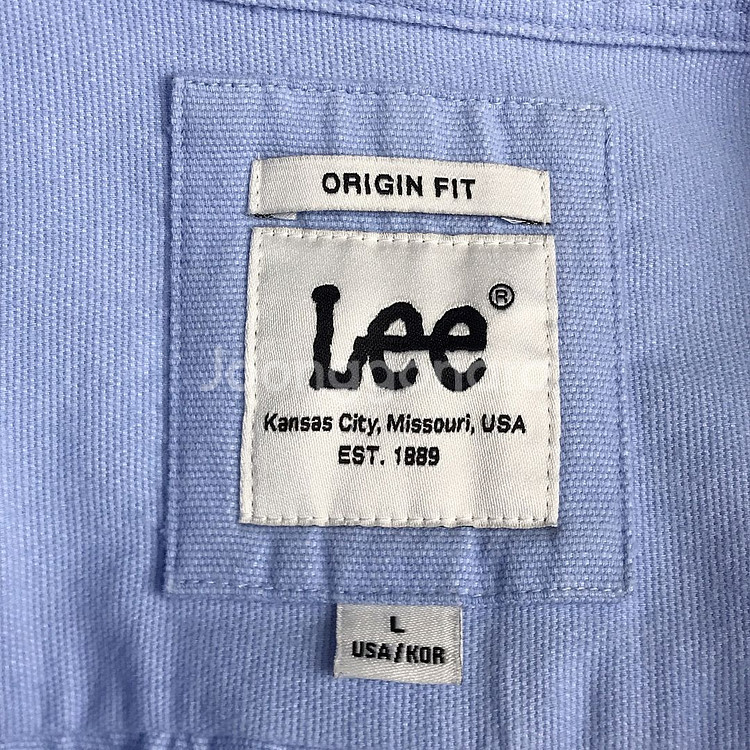 ORIGIN FIT
Lee®
Kansas City, Missouri, USA
EST. 1889
L
USA/KOR